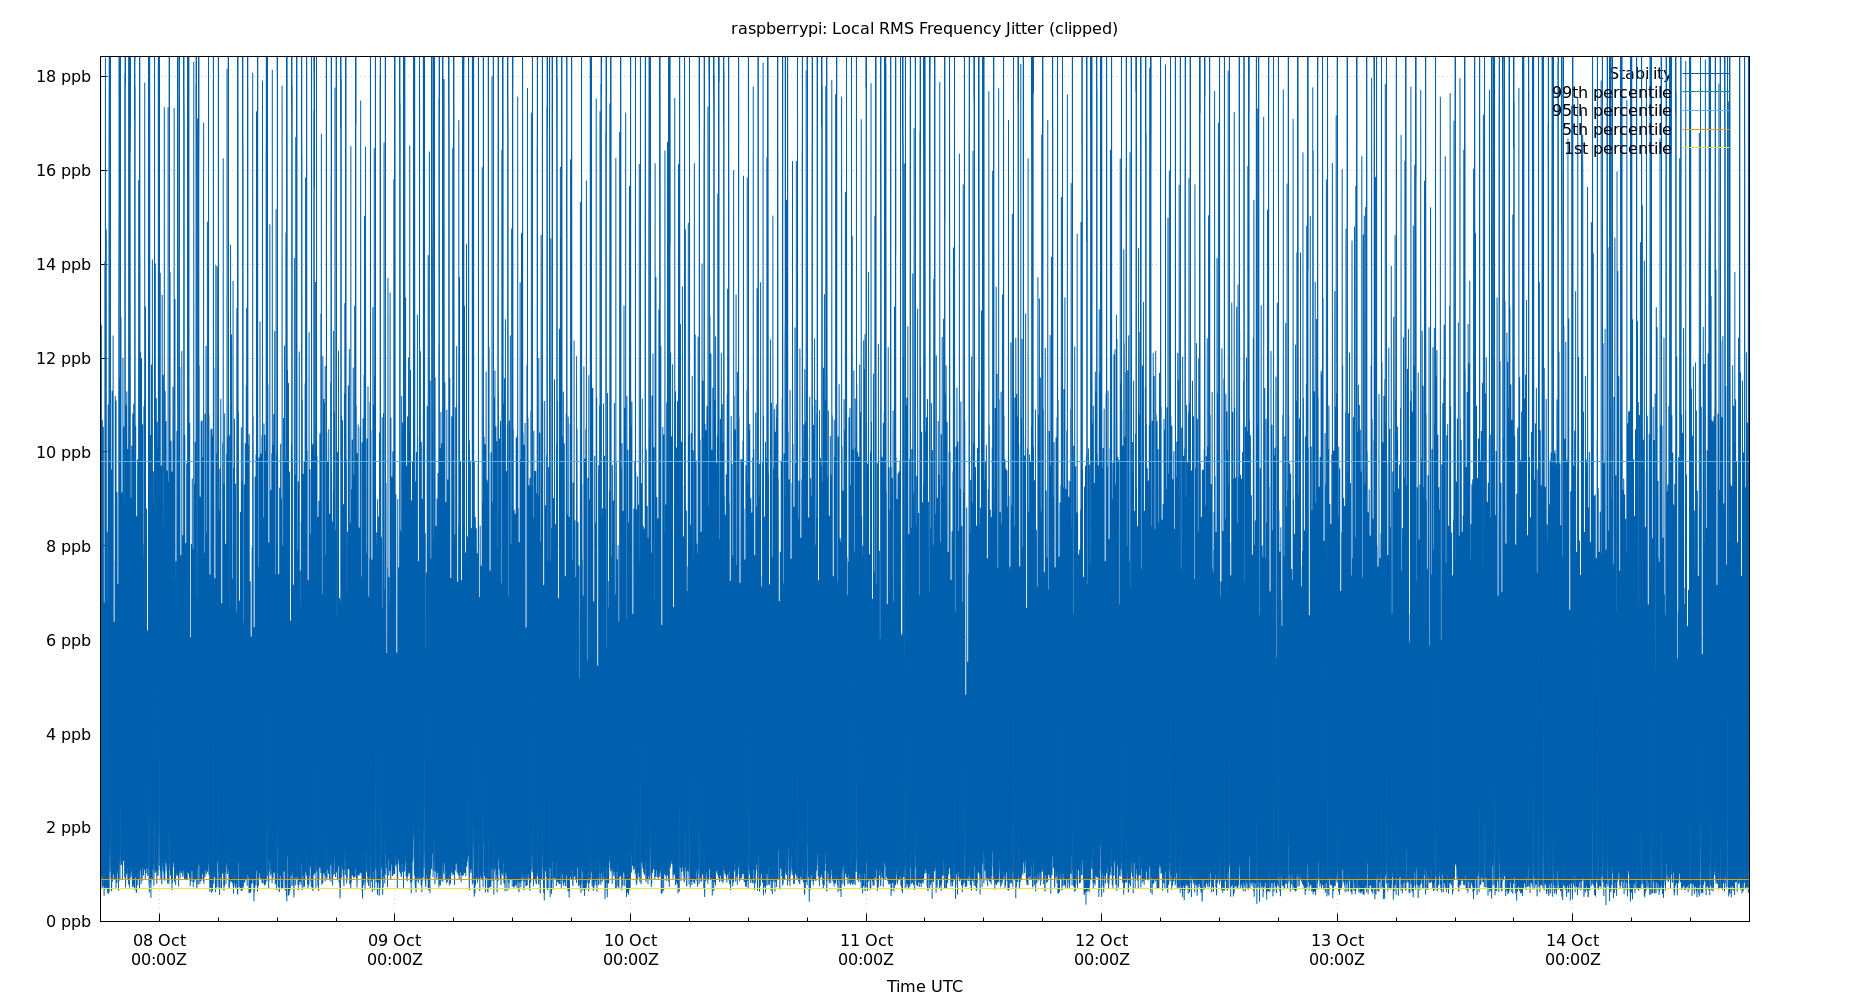 raspberrypi: Local RMS Frequency Jitter (clipped)
18 ppb
16 ppb
14 ppb
12 ppb
10 ppb
8 ppb
6 ppb
4 ppb
2 ppb
0 ppb
Stability
99th percentile
95th percentile
5th percentile
1st percentile
08 Oct 09 Oct 10 Oct 11 Oct 12 Oct 13 Oct 14 Oct
00:00Z 00:00Z 00:00Z 00:00Z 00:00Z 00:00Z 00:00Z
Time UTC